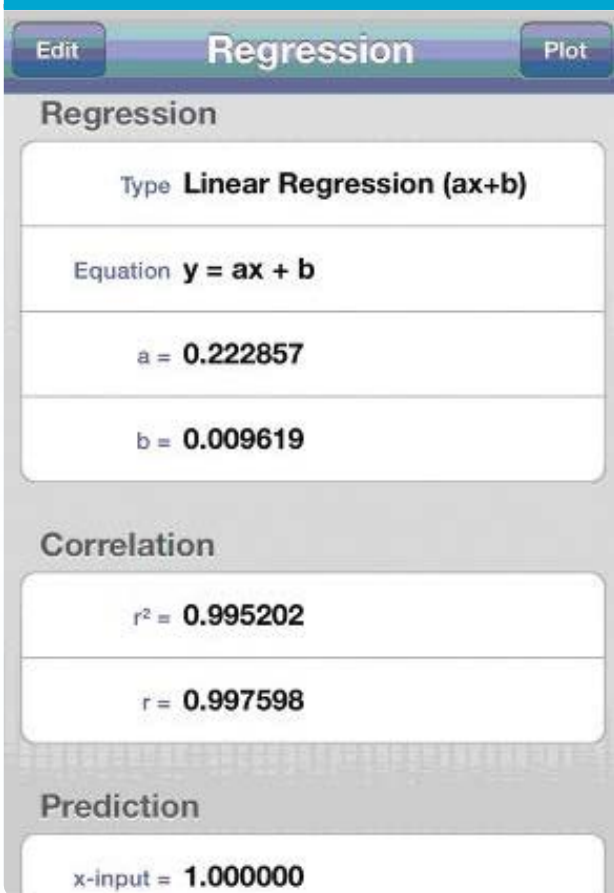 Edit Regression Plot
Regression
Type Linear Regression (ax+b)
Equation y = ax + b
a = 0.222857
b = 0.009619
Correlation
r² = 0.995202
r = 0.997598
Prediction
x-input = 1.000000